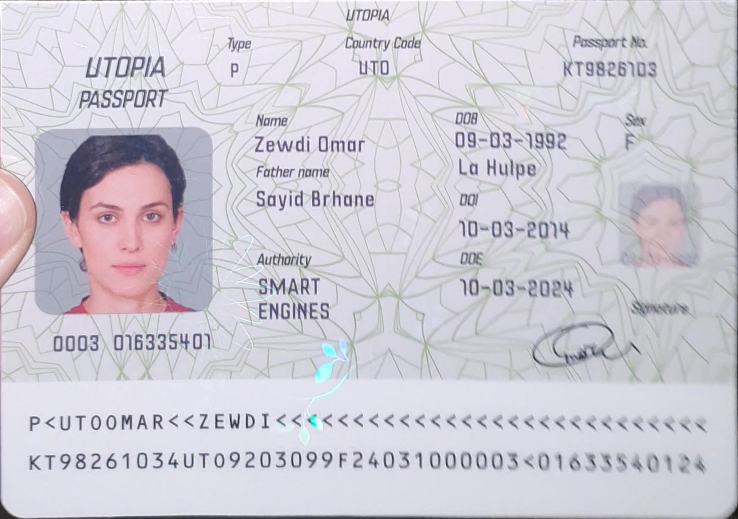 UTOPIA
UTOPIA
PASSPORT
Type
P
Country Code
UTO
Passport No.
KT9826103
Name
Zewdi Omar
Father name
Sayid Brhane
Authority
SMART
ENGINES
DOB
09-03-1992
La Hulpe
DOI
10-03-2014
DOE
10-03-2024
Sex
F
Signature
0003 016335401
P<UTOOMAR<<ZEWDI<<<<<<<<<<<<<<<<<<<<<<<<<<<<
KT98261034UTO9203099F24031000003<01633540124